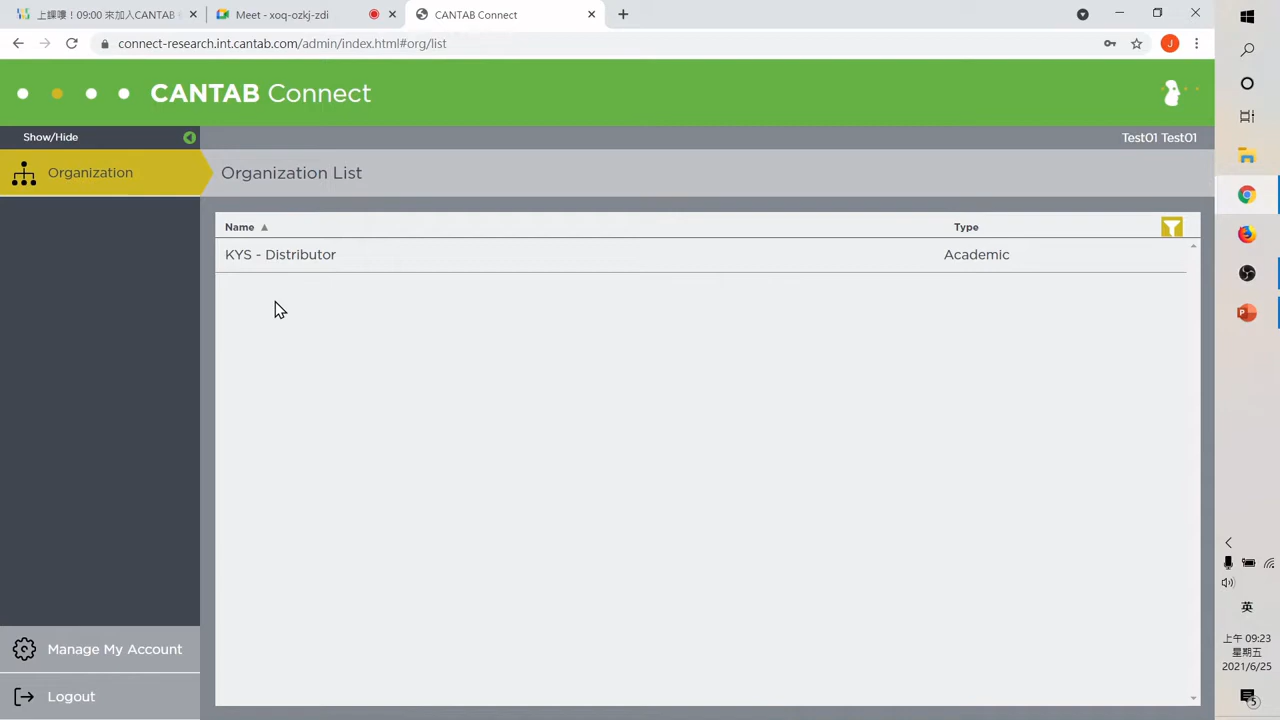 上課嘍！09:00 來加入CANTAB C
Meet - xoq-ozkj-zdi
CANTAB Connect
connect-research.int.cantab.com/admin/index.html#org/list
J
CANTAB Connect
Show/Hide
Test01 Test01
Organization
Organization List
Name
Type
KYS - Distributor
Academic
Manage My Account
Logout
英
上午 09:23
星期五
2021/6/25
5